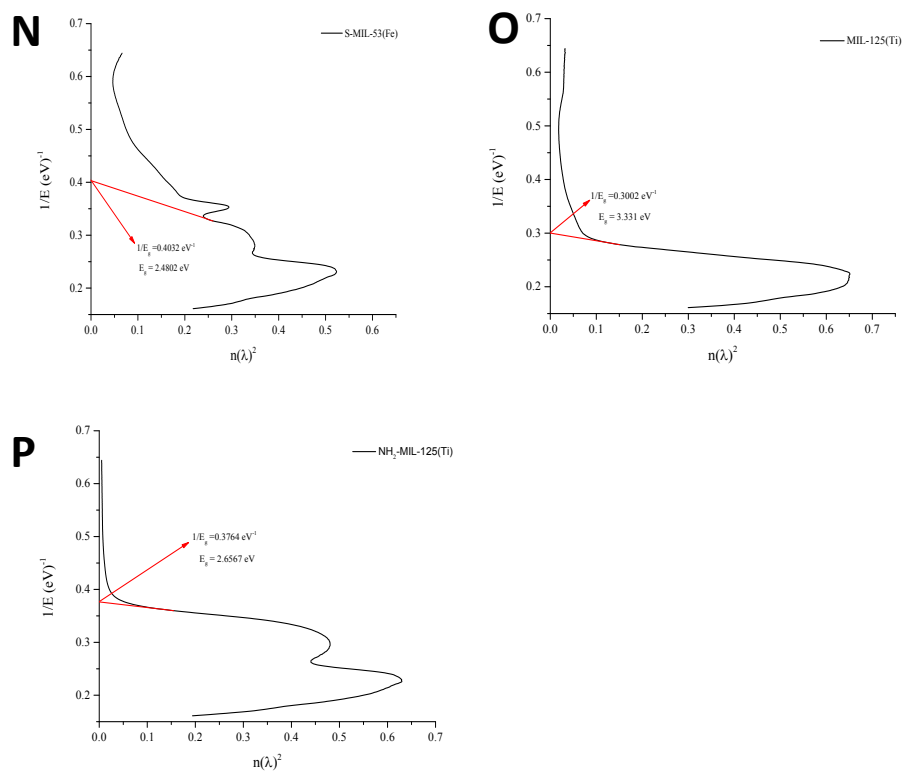 N
S-MIL-53(Fe)
0.7
0.6
0.5
0.4
0.3
0.2
1/E (eV)⁻¹
1/E_g =0.4032 eV⁻¹
E_g = 2.4802 eV
0.0 0.1 0.2 0.3 0.4 0.5 0.6
n(λ)²
O
MIL-125(Ti)
0.7
0.6
0.5
0.4
0.3
0.2
1/E (eV)⁻¹
1/E_g =0.3002 eV⁻¹
E_g = 3.331 eV
0.0 0.1 0.2 0.3 0.4 0.5 0.6 0.7
n(λ)²
P
NH₂-MIL-125(Ti)
0.7
0.6
0.5
0.4
0.3
0.2
1/E (eV)⁻¹
1/E_g =0.3764 eV⁻¹
E_g = 2.6567 eV
0.0 0.1 0.2 0.3 0.4 0.5 0.6 0.7
n(λ)²